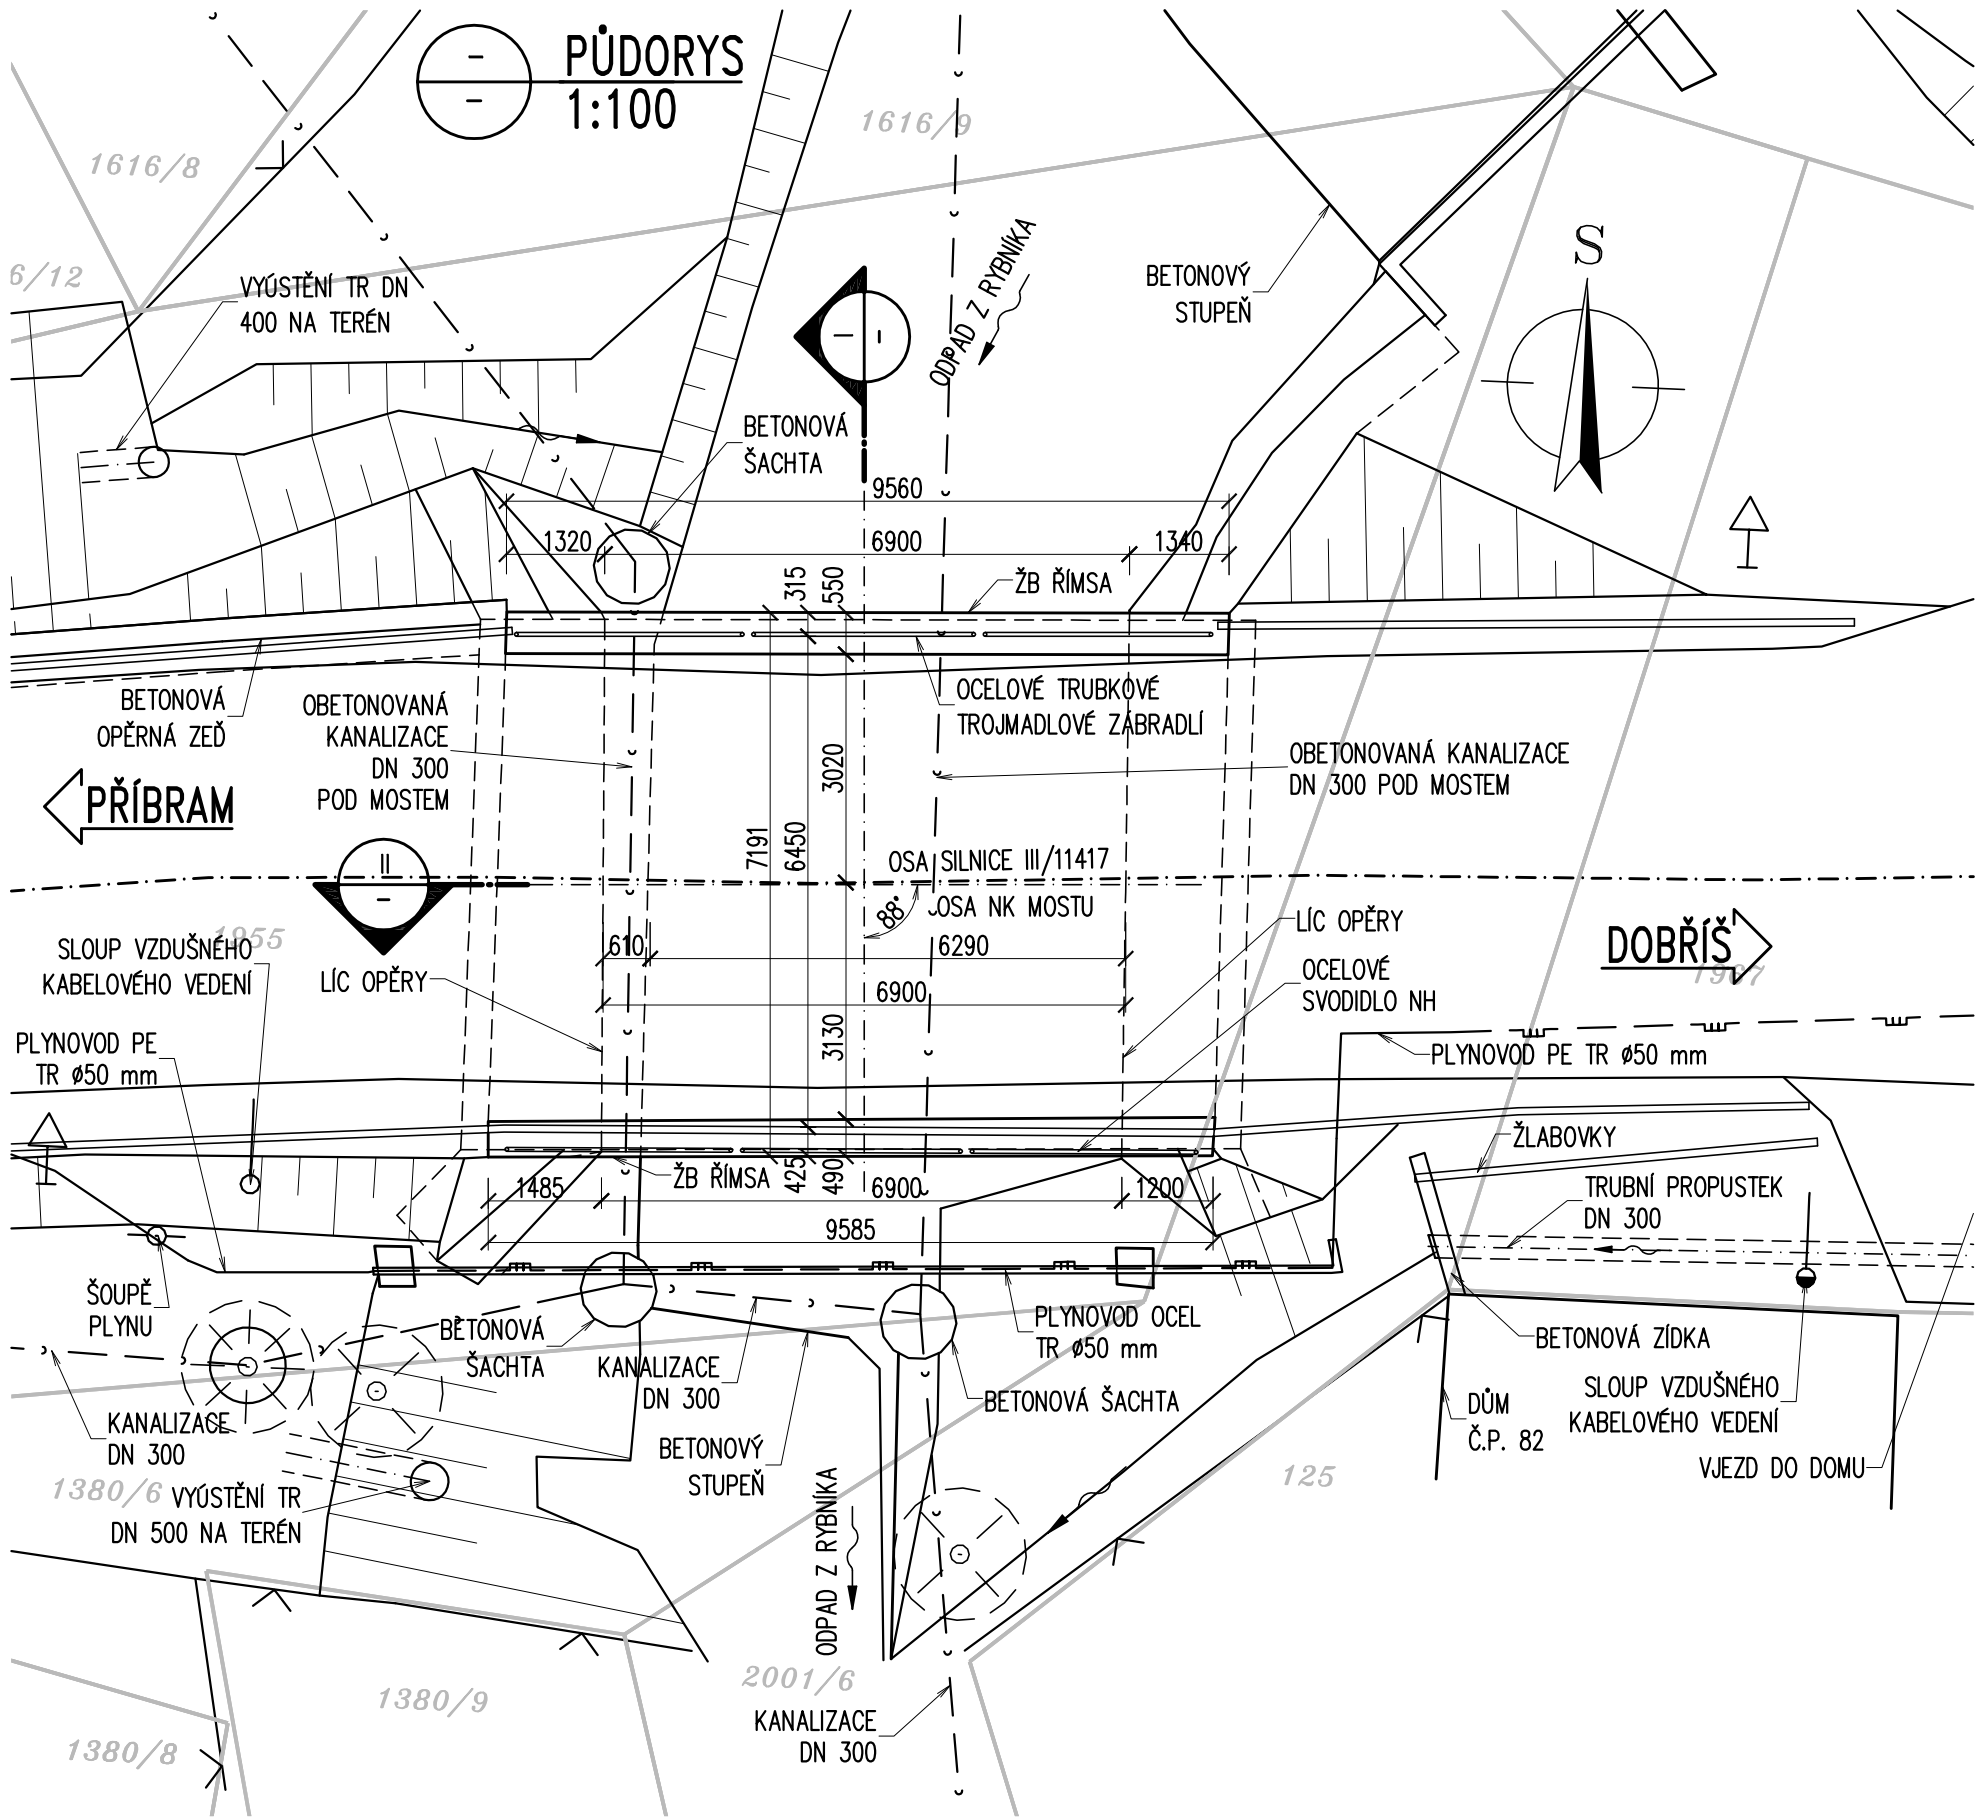 PŮDORYS
1:100
1616/9
1616/8
6/12
S
VYÚSTĚNÍ TR DN
400 NA TERÉN
ODPAD Z RYBNÍKA
BETONOVÝ
STUPEŇ
I
I
BETONOVÁ
ŠACHTA
9560
1320
6900
1340
315
550
ŽB ŘÍMSA
BETONOVÁ
OPĚRNÁ ZEĎ
OBETONOVANÁ
KANALIZACE
DN 300
POD MOSTEM
OCELOVÉ TRUBKOVÉ
TROJMADLOVÉ ZÁBRADLÍ
OBETONOVANÁ KANALIZACE
DN 300 POD MOSTEM
3020
7191
6450
PŘÍBRAM
II
OSA SILNICE III/11417
OSA NK MOSTU
88°
1955
SLOUP VZDUŠNÉHO
KABELOVÉHO VEDENÍ
LÍC OPĚRY
610
6290
6900
LÍC OPĚRY
OCELOVÉ
SVODIDLO NH
DOBŘÍŠ
1967
3130
PLYNOVOD PE
TR ø50 mm
PLYNOVOD PE TR ø50 mm
ŽLABOVKY
ŽB ŘÍMSA
425
490
1485
6900
1200
9585
TRUBNÍ PROPUSTEK
DN 300
ŠOUPĚ
PLYNU
BETONOVÁ
ŠACHTA
KANALIZACE
DN 300
PLYNOVOD OCEL
TR ø50 mm
BETONOVÁ ZÍDKA
BETONOVÁ ŠACHTA
SLOUP VZDUŠNÉHO
KABELOVÉHO VEDENÍ
DŮM
Č.P. 82
VJEZD DO DOMU
KANALIZACE
DN 300
BETONOVÝ
STUPEŇ
1380/6
VYÚSTĚNÍ TR
DN 500 NA TERÉN
125
ODPAD Z RYBNÍKA
2001/6
1380/9
1380/8
KANALIZACE
DN 300